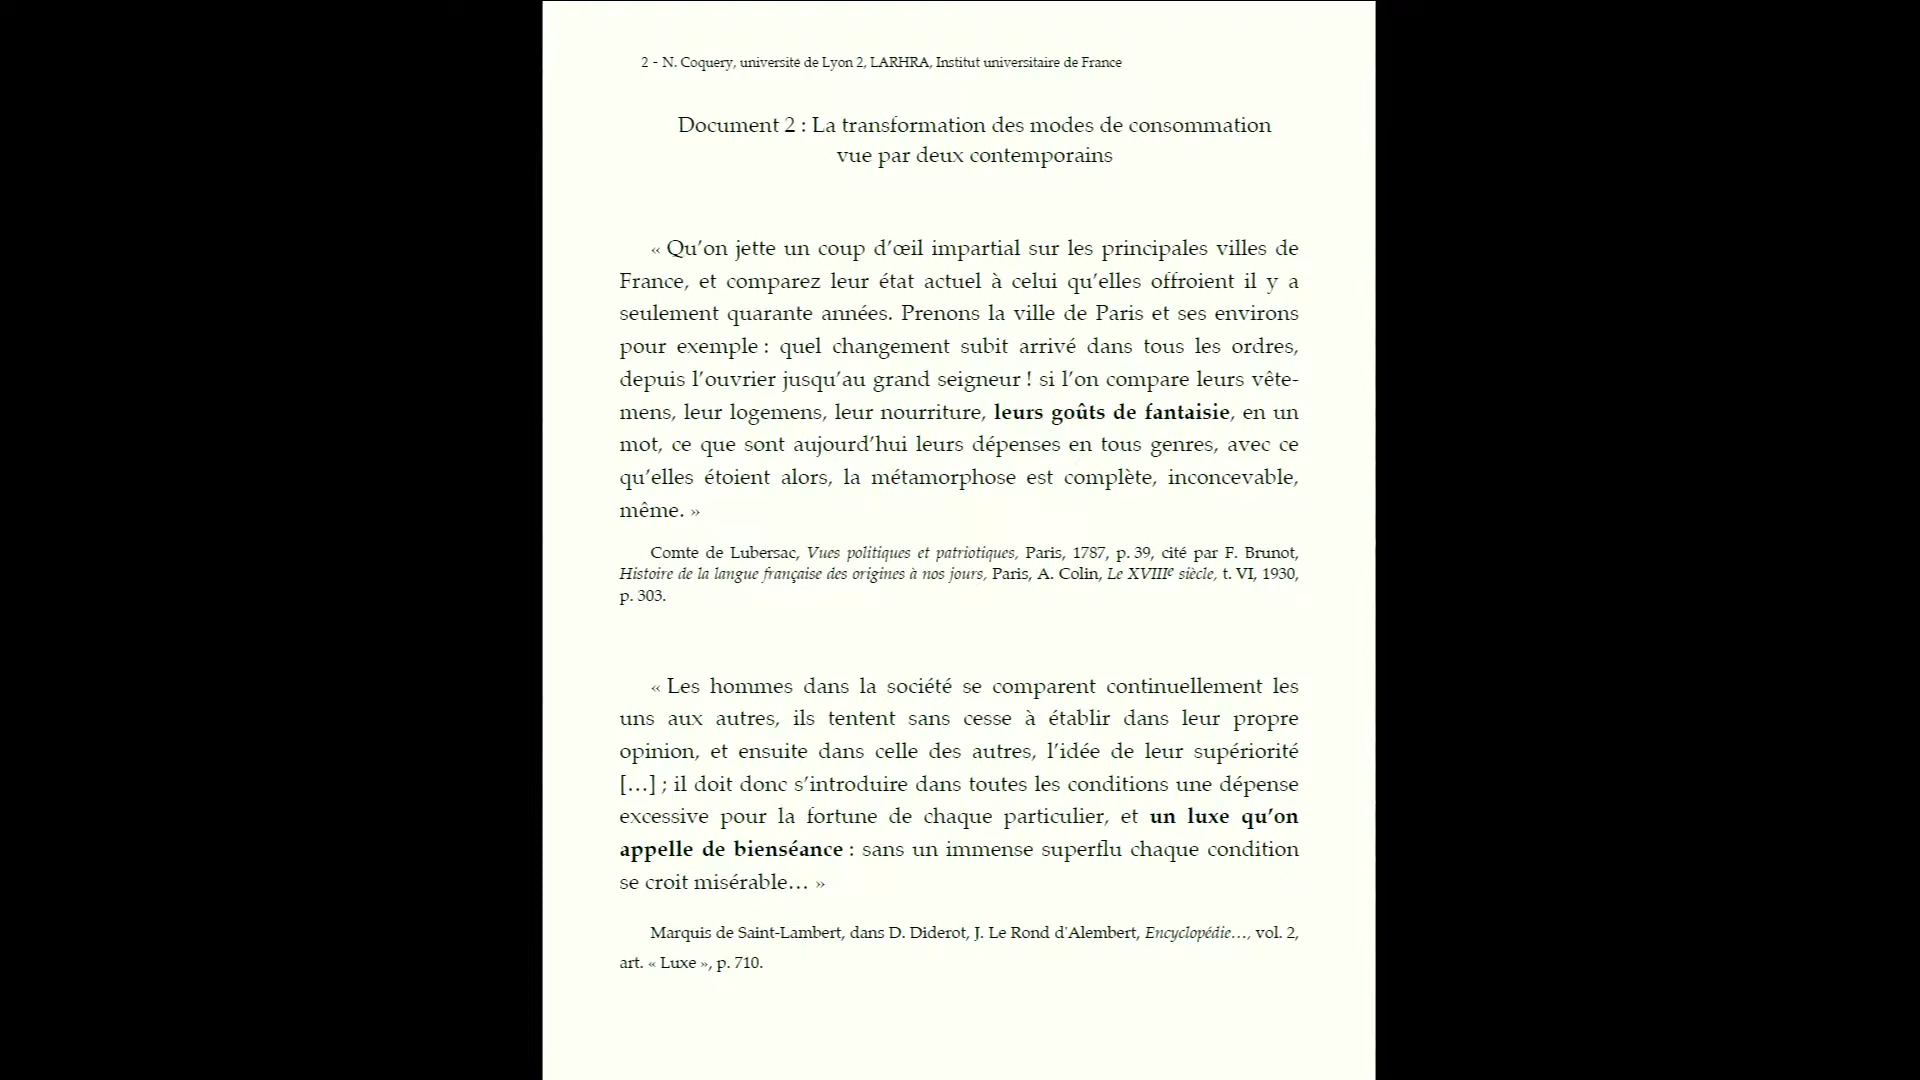 2 - N. Coquery, université de Lyon 2, LARHRA, Institut universitaire de France
Document 2 : La transformation des modes de consommation
vue par deux contemporains
« Qu’on jette un coup d’œil impartial sur les principales villes de
France, et comparez leur état actuel à celui qu’elles offroient il y a
seulement quarante années. Prenons la ville de Paris et ses environs
pour exemple : quel changement subit arrivé dans tous les ordres,
depuis l’ouvrier jusqu’au grand seigneur ! si l’on compare leurs vête-
mens, leur logemens, leur nourriture, leurs goûts de fantaisie, en un
mot, ce que sont aujourd’hui leurs dépenses en tous genres, avec ce
qu’elles étoient alors, la métamorphose est complète, inconcevable,
même. »
Comte de Lubersac, Vues politiques et patriotiques, Paris, 1787, p. 39, cité par F. Brunot,
Histoire de la langue française des origines à nos jours, Paris, A. Colin, Le XVIIIe siècle, t. VI, 1930,
p. 303.
« Les hommes dans la société se comparent continuellement les
uns aux autres, ils tentent sans cesse à établir dans leur propre
opinion, et ensuite dans celle des autres, l’idée de leur supériorité
[…] ; il doit donc s’introduire dans toutes les conditions une dépense
excessive pour la fortune de chaque particulier, et un luxe qu’on
appelle de bienséance : sans un immense superflu chaque condition
se croit misérable… »
Marquis de Saint-Lambert, dans D. Diderot, J. Le Rond d'Alembert, Encyclopédie…, vol. 2,
art. « Luxe », p. 710.